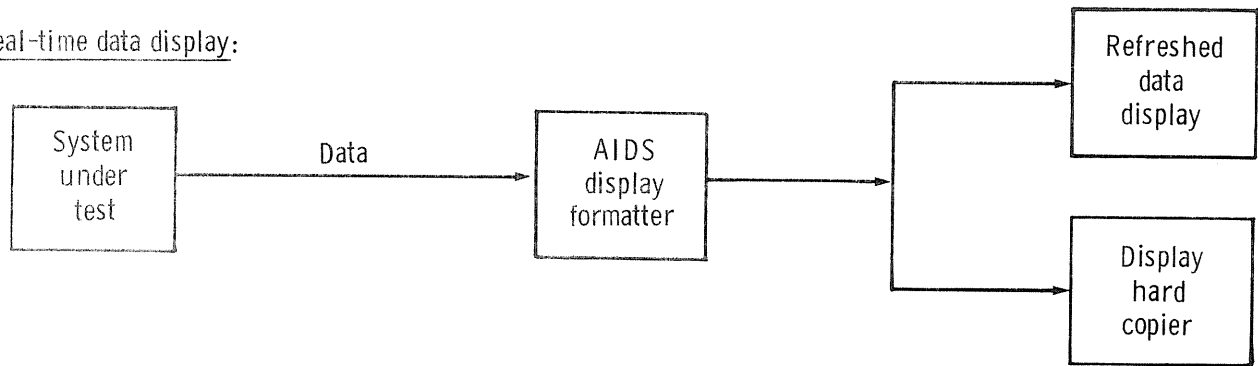 eal-time data display:
System
under
test
Data
AIDS
display
formatter
Refreshed
data
display
Display
hard
copier